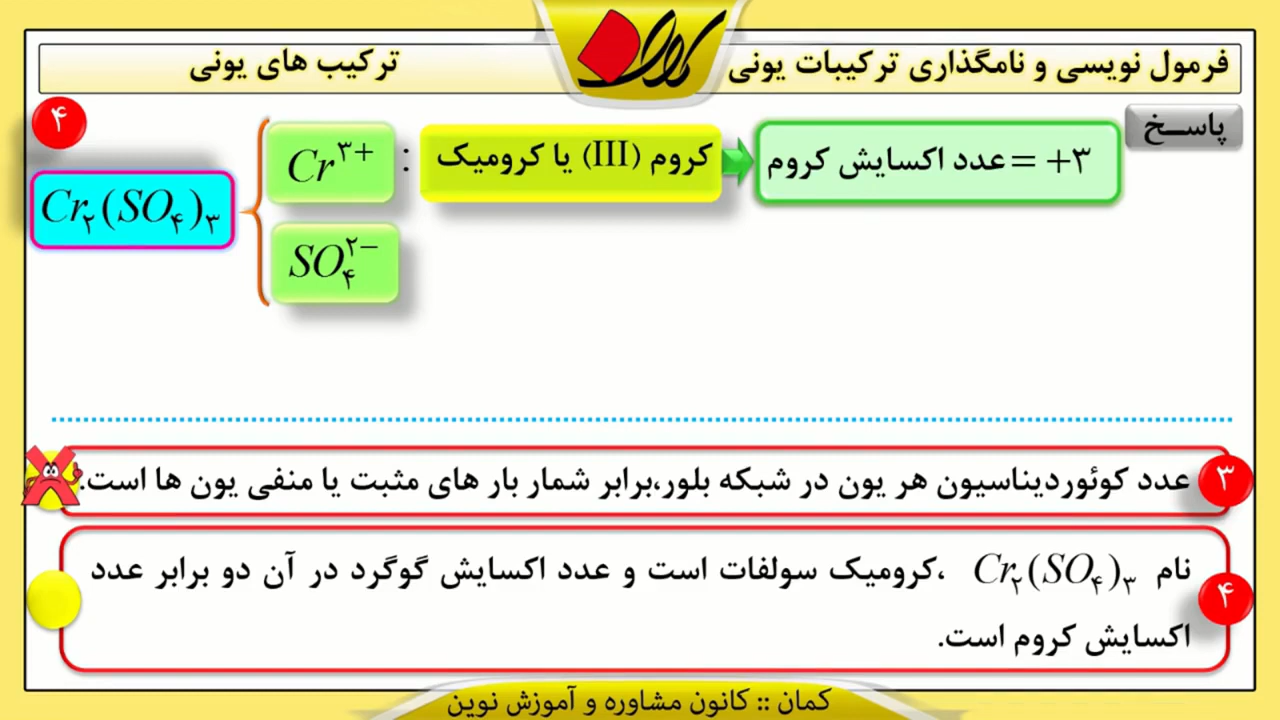 فرمول نویسی و نامگذاری ترکیبات یونی
کمان
ترکیب های یونی
پاســخ
۴
Cr۲(SO۴)۳
Cr۳+ : کروم (III) یا کرومیک
عدد اکسایش کروم = +۳
SO۴۲−
۳ عدد کوئوردیناسیون هر یون در شبکه بلور،برابر شمار بار های مثبت یا منفی یون ها است.
۴ نام Cr۲(SO۴)۳ ،کرومیک سولفات است و عدد اکسایش گوگرد در آن دو برابر عدد
اکسایش کروم است.
کمان :: کانون مشاوره و آموزش نوین